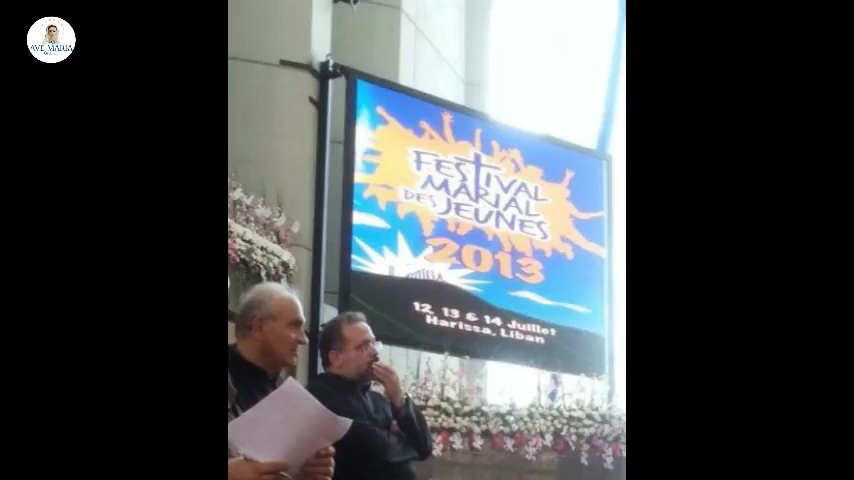 AVE MARIA
FESTIVAL
MARIAL
DES JEUNES
2013
12, 13 & 14 Juillet
Harissa, Liban